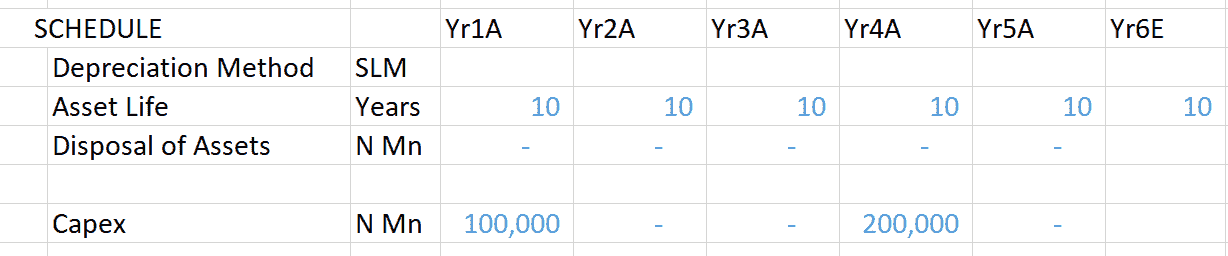 SCHEDULE Yr1A Yr2A Yr3A Yr4A Yr5A Yr6E
Depreciation Method SLM
Asset Life Years 10 10 10 10 10 10
Disposal of Assets N Mn - - - - -
Capex N Mn 100,000 - - 200,000 -